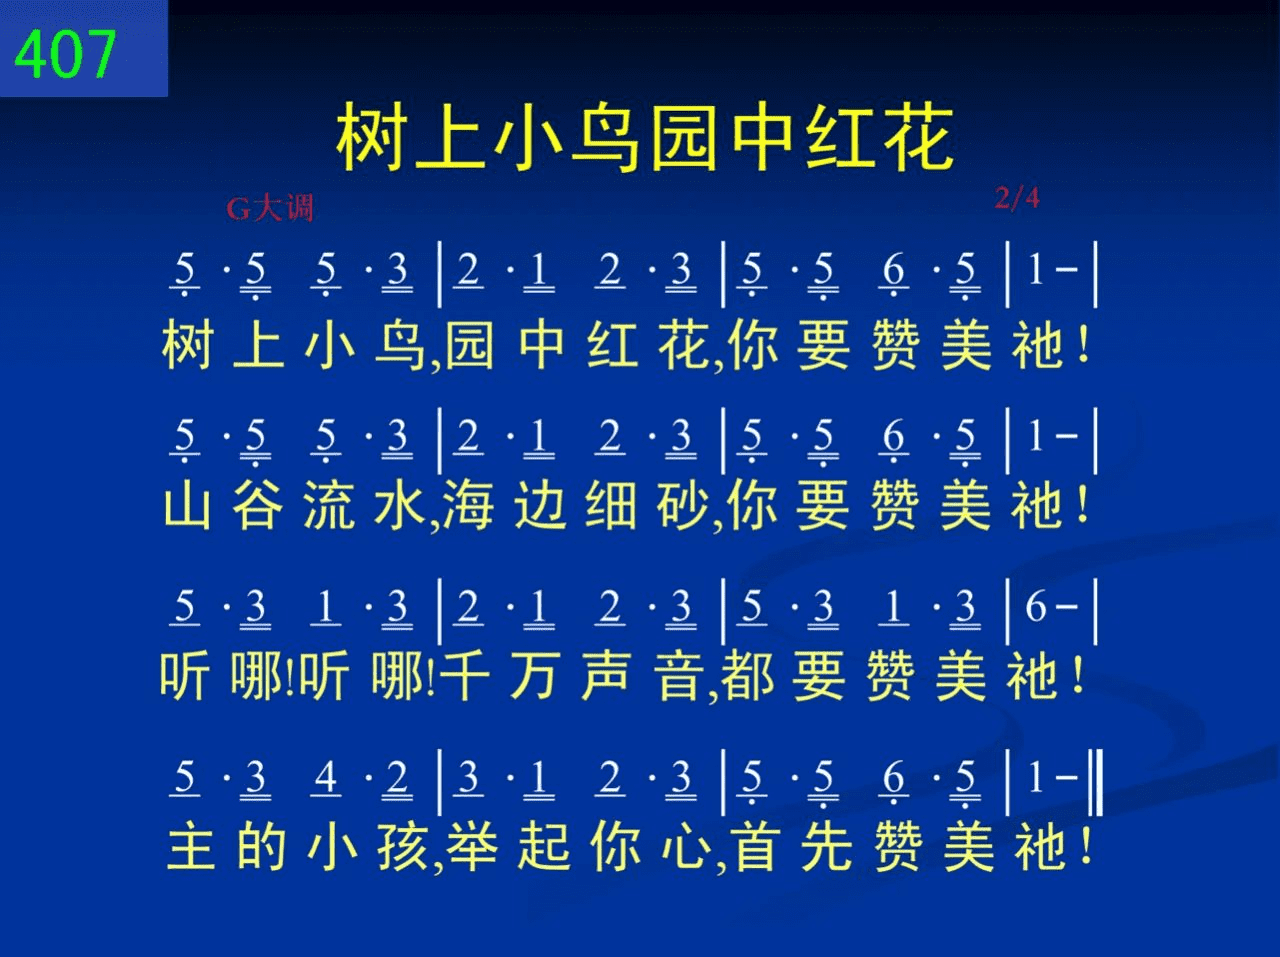 407
树上小鸟园中红花
G大调 2/4
5 · 5 5 · 3 | 2 · 1 2 · 3 | 5 · 5 6 · 5 | 1 – |
树上小鸟,园中红花,你要赞美祂!
5 · 5 5 · 3 | 2 · 1 2 · 3 | 5 · 5 6 · 5 | 1 – |
山谷流水,海边细砂,你要赞美祂!
5 · 3 1 · 3 | 2 · 1 2 · 3 | 5 · 3 1 · 3 | 6 – |
听哪!听哪!千万声音,都要赞美祂!
5 · 3 4 · 2 | 3 · 1 2 · 3 | 5 · 5 6 · 5 | 1 – ‖
主的小孩,举起你心,首先赞美祂!